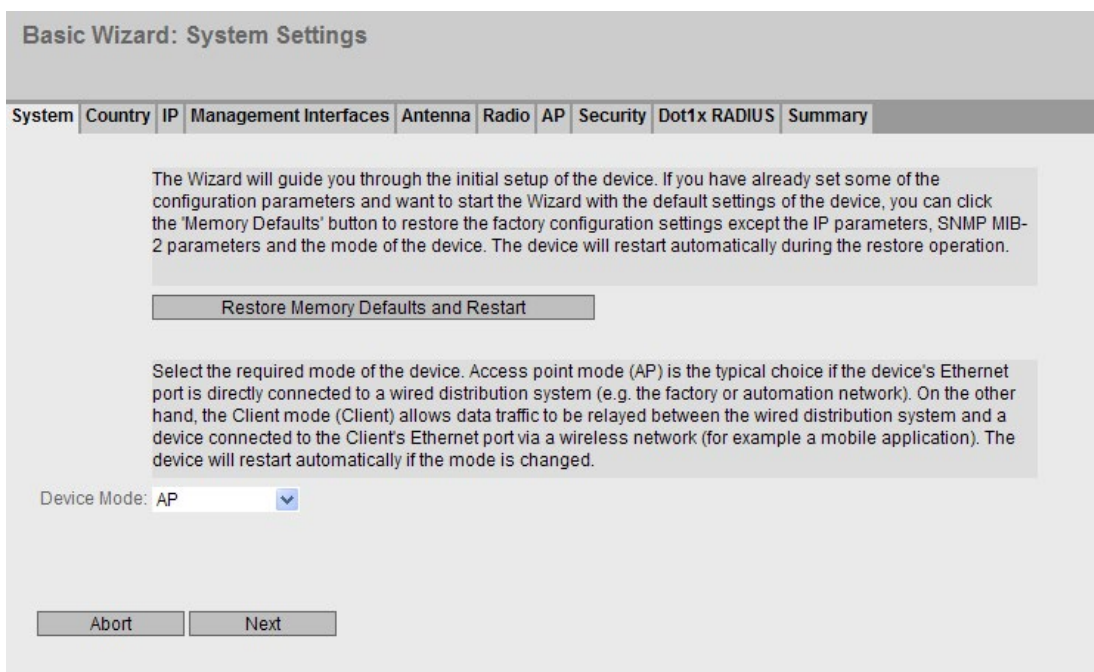 Basic Wizard: System Settings
System Country IP Management Interfaces Antenna Radio AP Security Dot1x RADIUS Summary
The Wizard will guide you through the initial setup of the device. If you have already set some of the
configuration parameters and want to start the Wizard with the default settings of the device, you can click
the 'Memory Defaults' button to restore the factory configuration settings except the IP parameters, SNMP MIB-
2 parameters and the mode of the device. The device will restart automatically during the restore operation.
Restore Memory Defaults and Restart
Select the required mode of the device. Access point mode (AP) is the typical choice if the device's Ethernet
port is directly connected to a wired distribution system (e.g. the factory or automation network). On the other
hand, the Client mode (Client) allows data traffic to be relayed between the wired distribution system and a
device connected to the Client's Ethernet port via a wireless network (for example a mobile application). The
device will restart automatically if the mode is changed.
Device Mode: AP
Abort Next